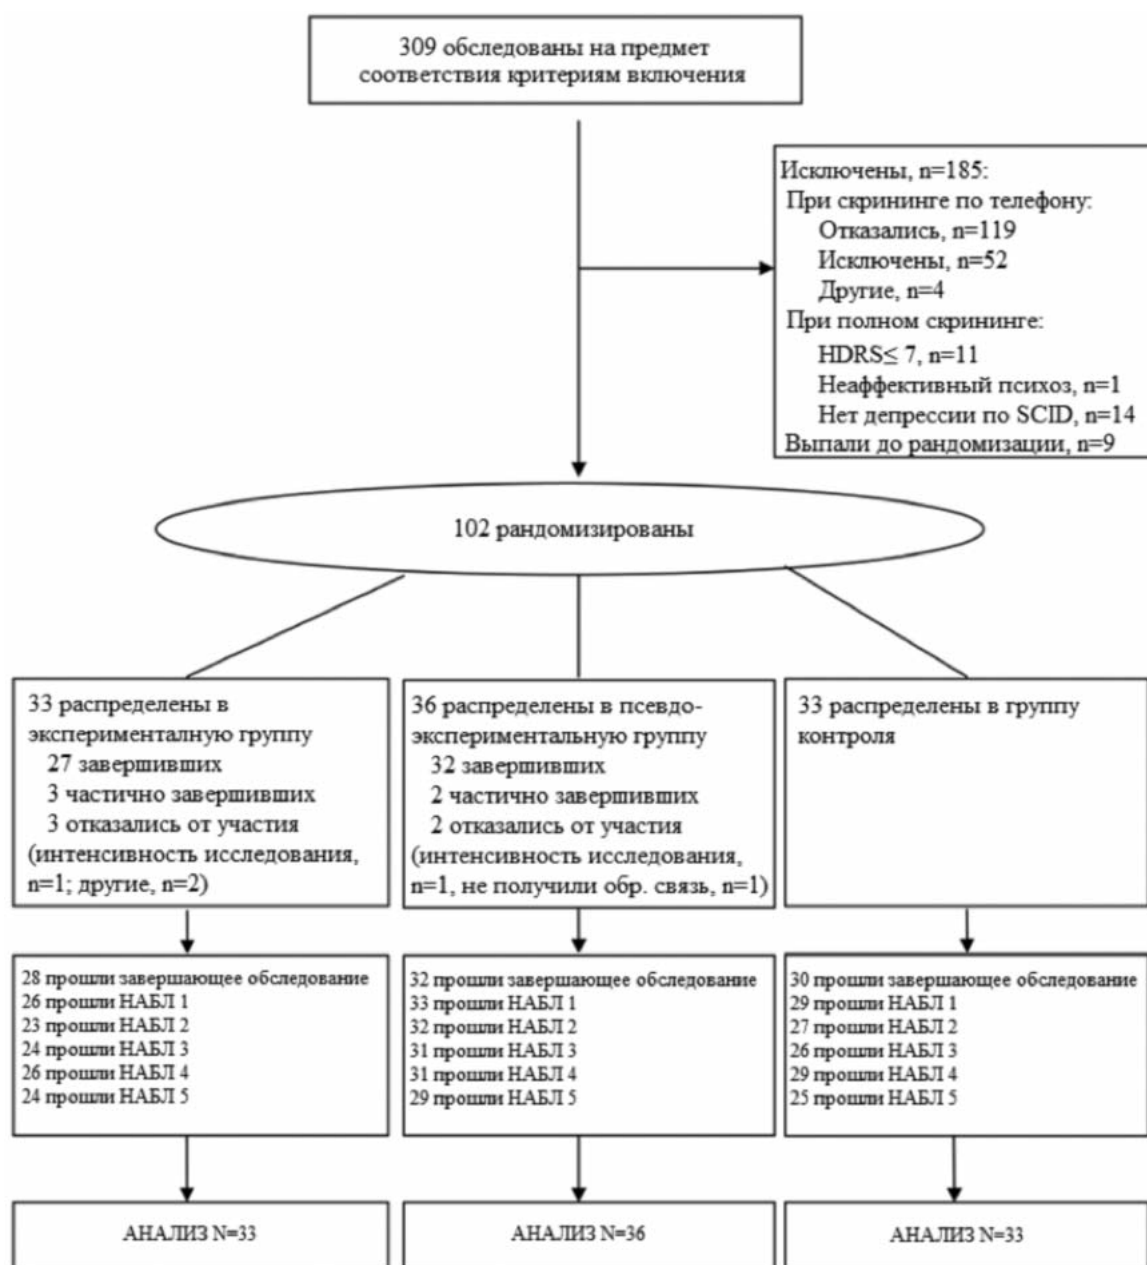 309 обследованы на предмет
соответствия критериям включения
Исключены, n=185:
При скрининге по телефону:
Отказались, n=119
Исключены, n=52
Другие, n=4
При полном скрининге:
HDRS≤ 7, n=11
Неаффективный психоз, n=1
Нет депрессии по SCID, n=14
Выпали до рандомизации, n=9
102 рандомизированы
33 распределены в
эксперименталную группу
27 завершивших
3 частично завершивших
3 отказались от участия
(интенсивность исследования,
n=1; другие, n=2)
36 распределены в псевдо-
экспериментальную группу
32 завершивших
2 частично завершивших
2 отказались от участия
(интенсивность исследования,
n=1, не получили обр. связь, n=1)
33 распределены в группу
контроля
28 прошли завершающее обследование
26 прошли НАБЛ 1
23 прошли НАБЛ 2
24 прошли НАБЛ 3
26 прошли НАБЛ 4
24 прошли НАБЛ 5
32 прошли завершающее обследование
33 прошли НАБЛ 1
32 прошли НАБЛ 2
31 прошли НАБЛ 3
31 прошли НАБЛ 4
29 прошли НАБЛ 5
30 прошли завершающее обследование
29 прошли НАБЛ 1
27 прошли НАБЛ 2
26 прошли НАБЛ 3
29 прошли НАБЛ 4
25 прошли НАБЛ 5
АНАЛИЗ N=33
АНАЛИЗ N=36
АНАЛИЗ N=33